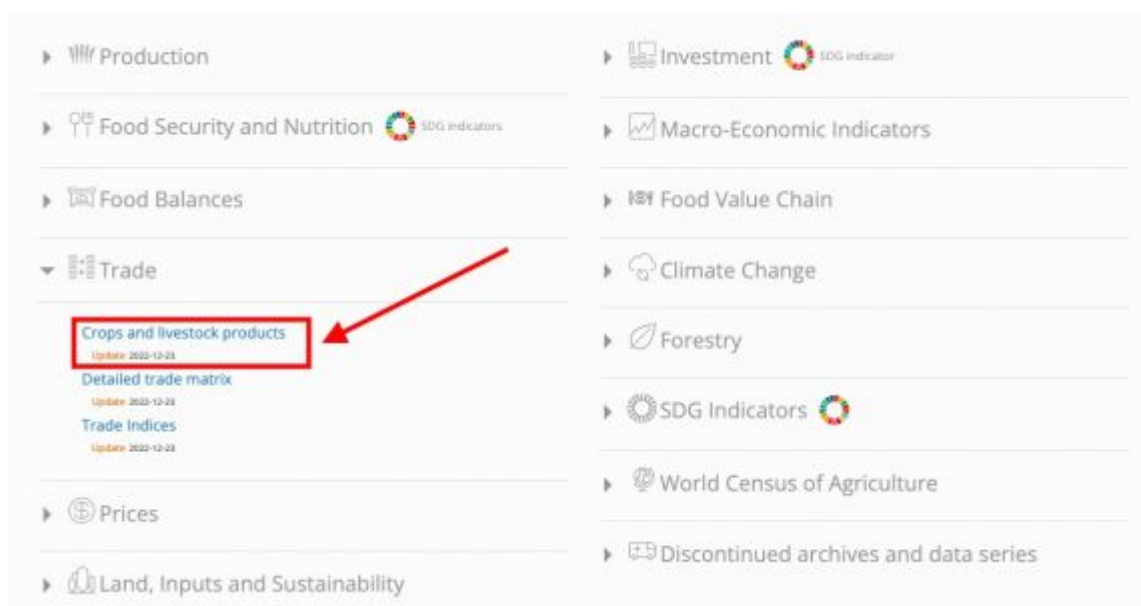 Production
Food Security and Nutrition SDG indicators
Food Balances
Trade
Crops and livestock products
Update 2022-12-23
Detailed trade matrix
Update 2022-12-23
Trade Indices
Update 2022-12-23
Prices
Land, Inputs and Sustainability
Investment SDG indicator
Macro-Economic Indicators
Food Value Chain
Climate Change
Forestry
SDG Indicators
World Census of Agriculture
Discontinued archives and data series